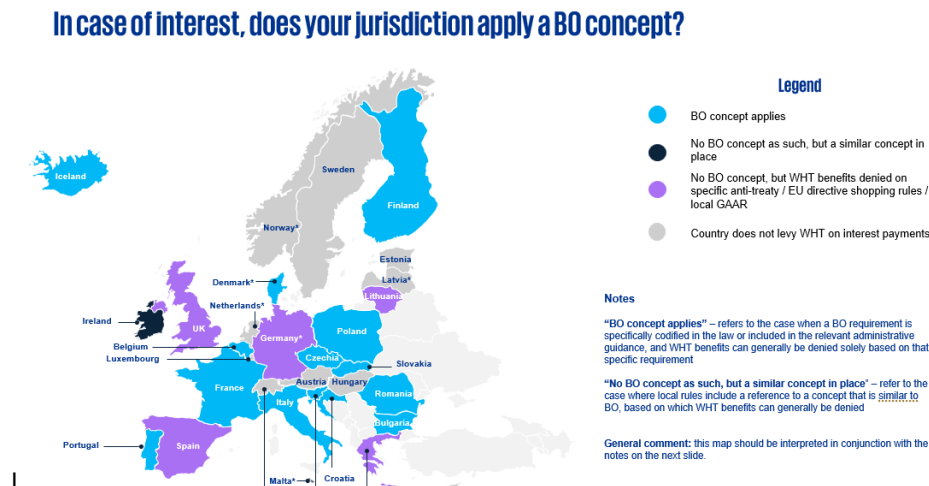 In case of interest, does your jurisdiction apply a BO concept?
Legend
BO concept applies
No BO concept as such, but a similar concept in
place
No BO concept, but WHT benefits denied on
specific anti-treaty / EU directive shopping rules /
local GAAR
Country does not levy WHT on interest payments
Iceland
Sweden
Finland
Norway*
Estonia
Latvia*
Lithuania
Denmark*
Netherlands*
Ireland
UK
Germany*
Poland
Belgium
Luxembourg
Czechia
Slovakia
France
Austria
Hungary
Italy
Romania
Bulgaria
Portugal
Spain
Malta*
Croatia
Notes
“BO concept applies” – refers to the case when a BO requirement is
specifically codified in the law or included in the relevant administrative
guidance, and WHT benefits can generally be denied solely based on that
specific requirement
“No BO concept as such, but a similar concept in place” – refer to the
case where local rules include a reference to a concept that is similar to
BO, based on which WHT benefits can generally be denied
General comment: this map should be interpreted in conjunction with the
notes on the next slide.